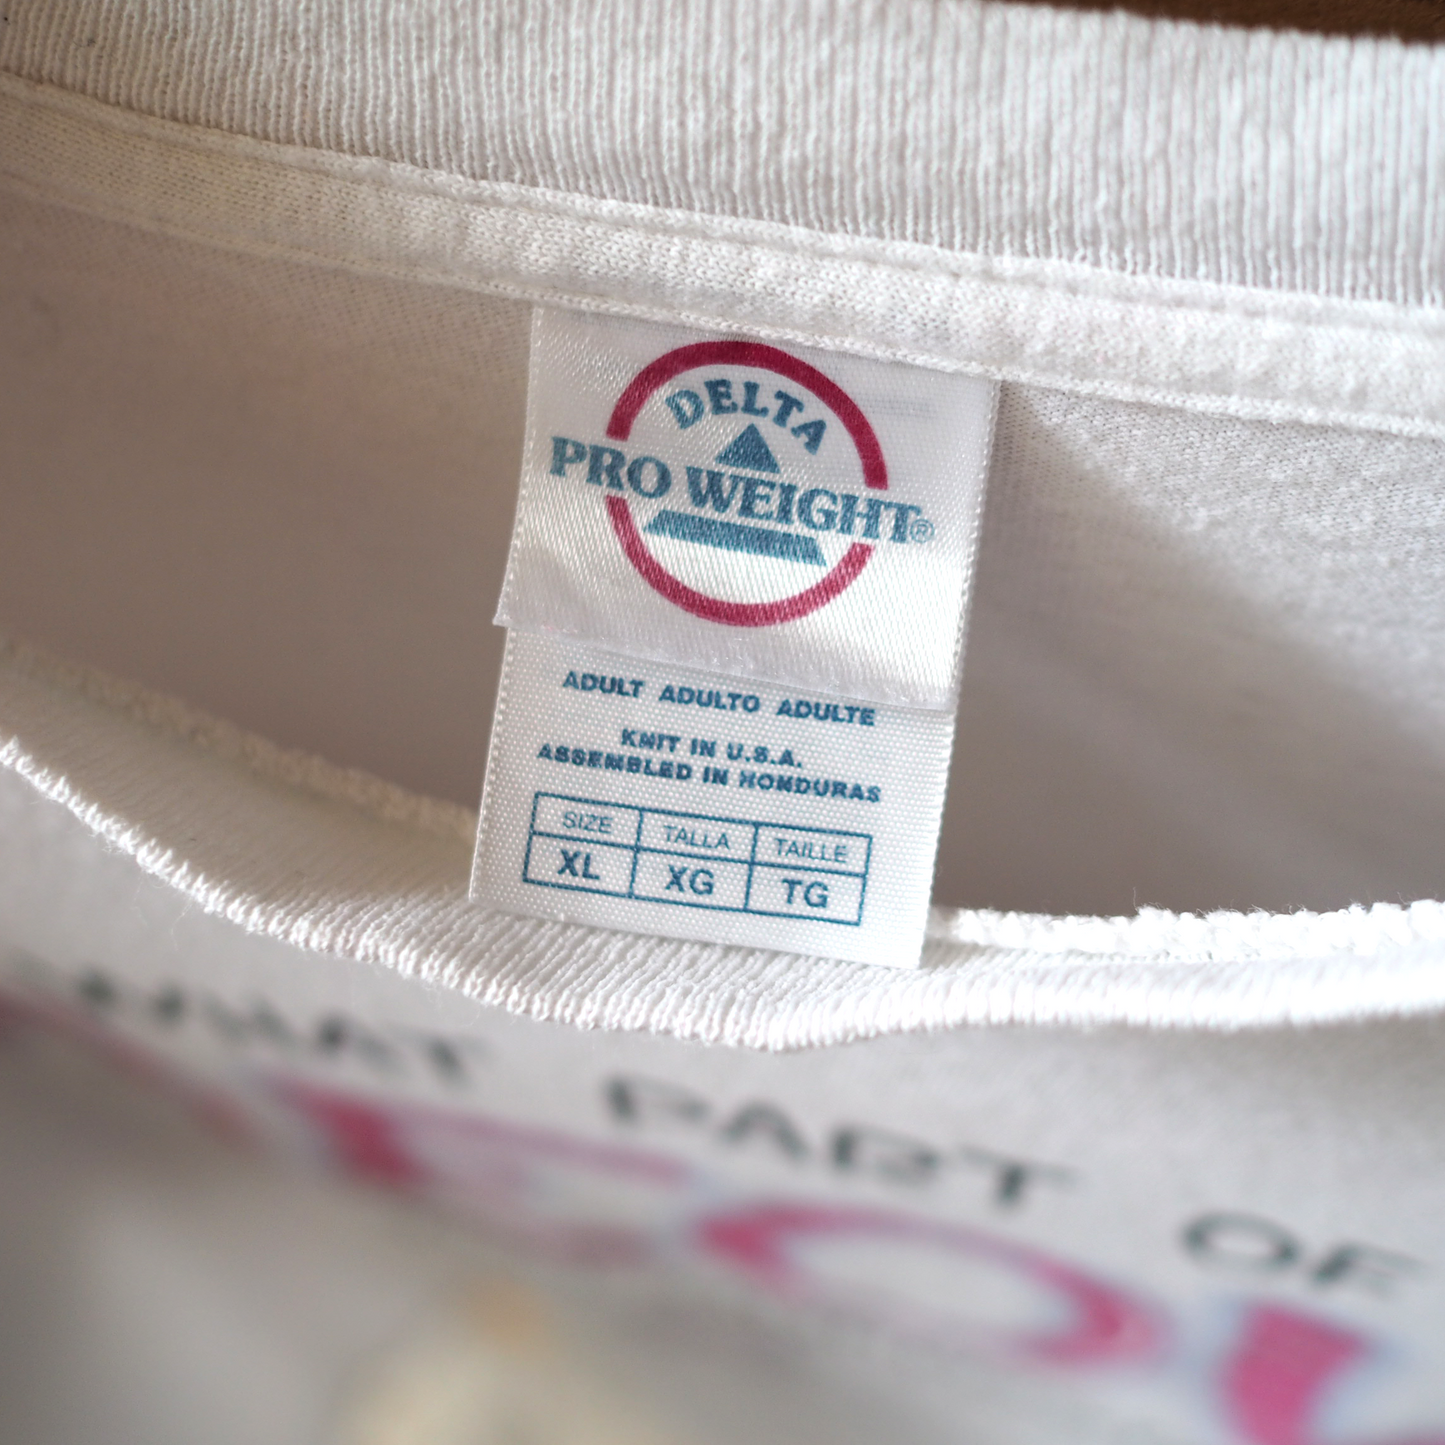 DELTA
PRO WEIGHT®
ADULT ADULTO ADULTE
KNIT IN U.S.A.
ASSEMBLED IN HONDURAS
SIZE TALLA TAILLE
XL XG TG
WHAT PART OF